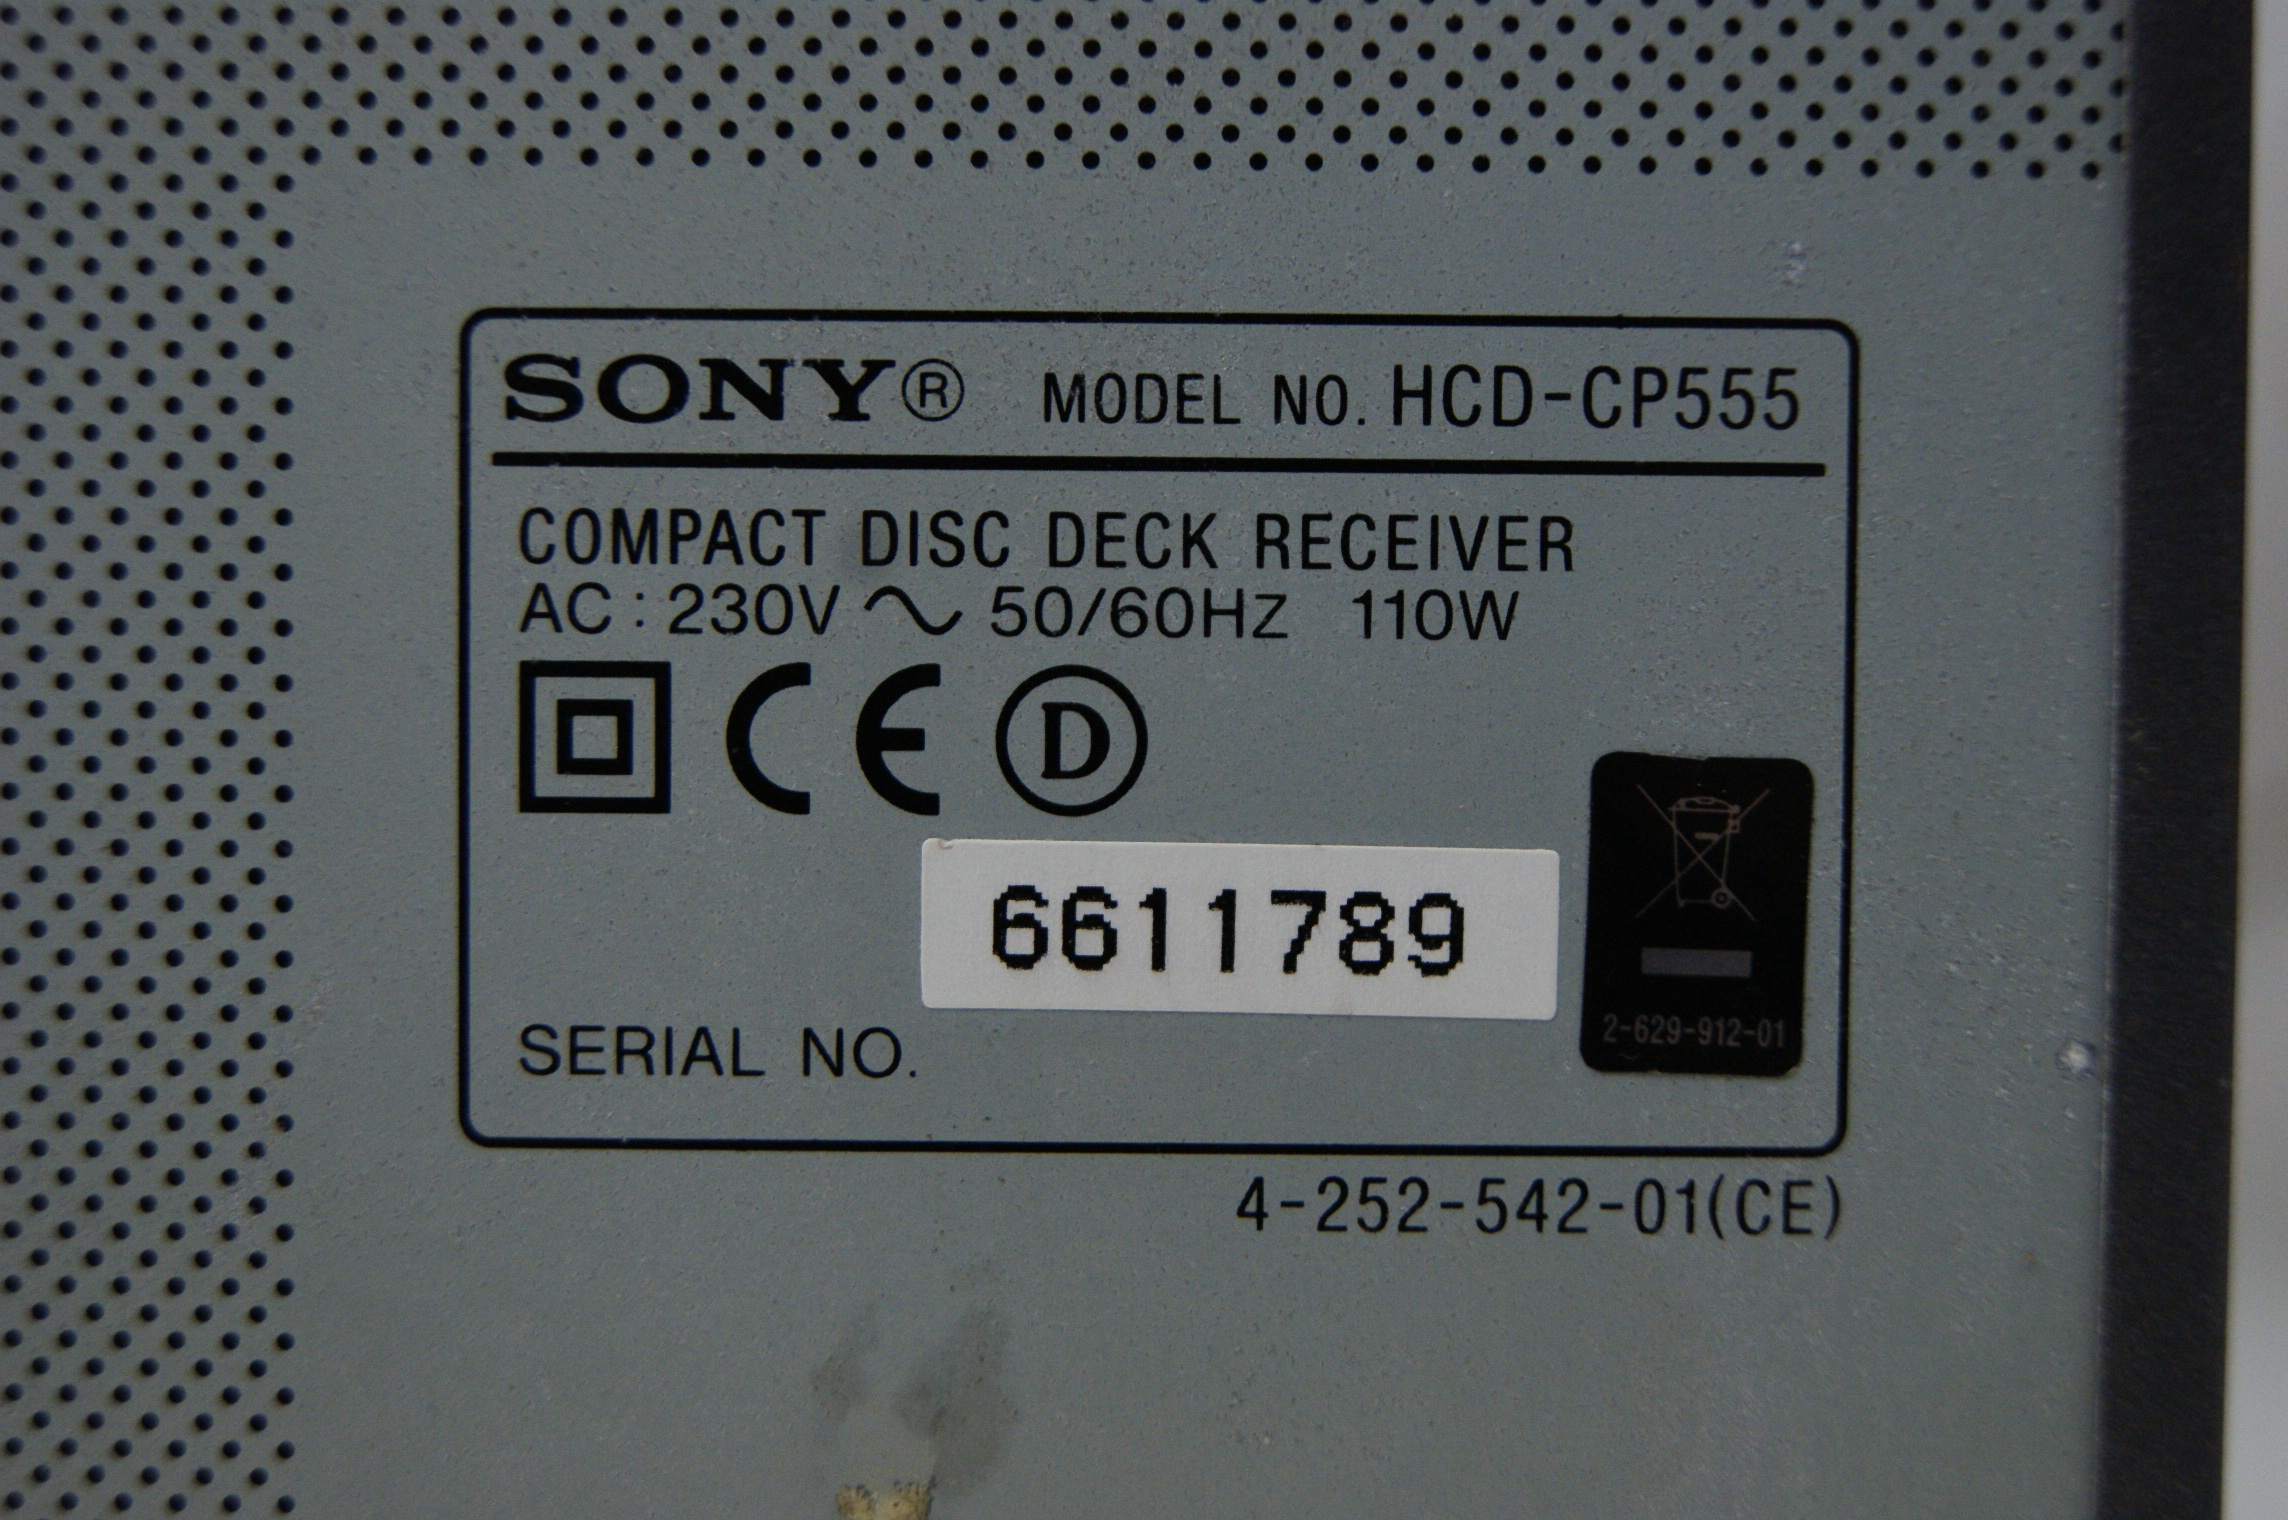 SONY® MODEL NO. HCD-CP555
COMPACT DISC DECK RECEIVER
AC : 230V ~ 50/60Hz 110W
CE D
6611789
2-629-912-01
SERIAL NO.
4-252-542-01(CE)